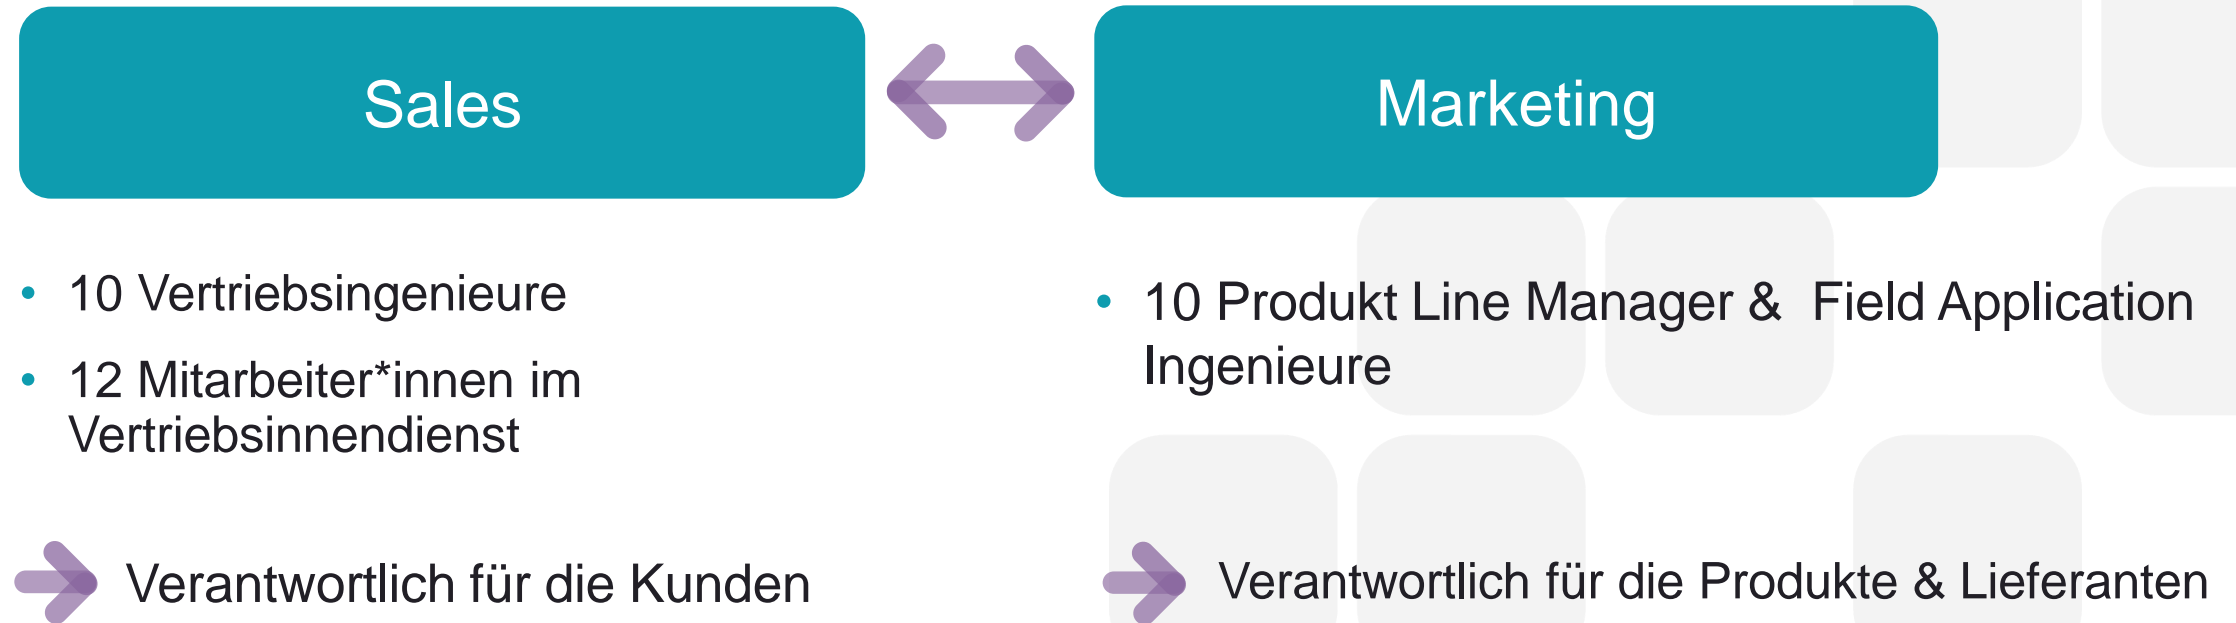 Sales
Marketing
10 Vertriebsingenieure
12 Mitarbeiter*innen im
Vertriebsinnendienst
Verantwortlich für die Kunden
10 Produkt Line Manager &  Field Application
Ingenieure
Verantwortlich für die Produkte & Lieferanten